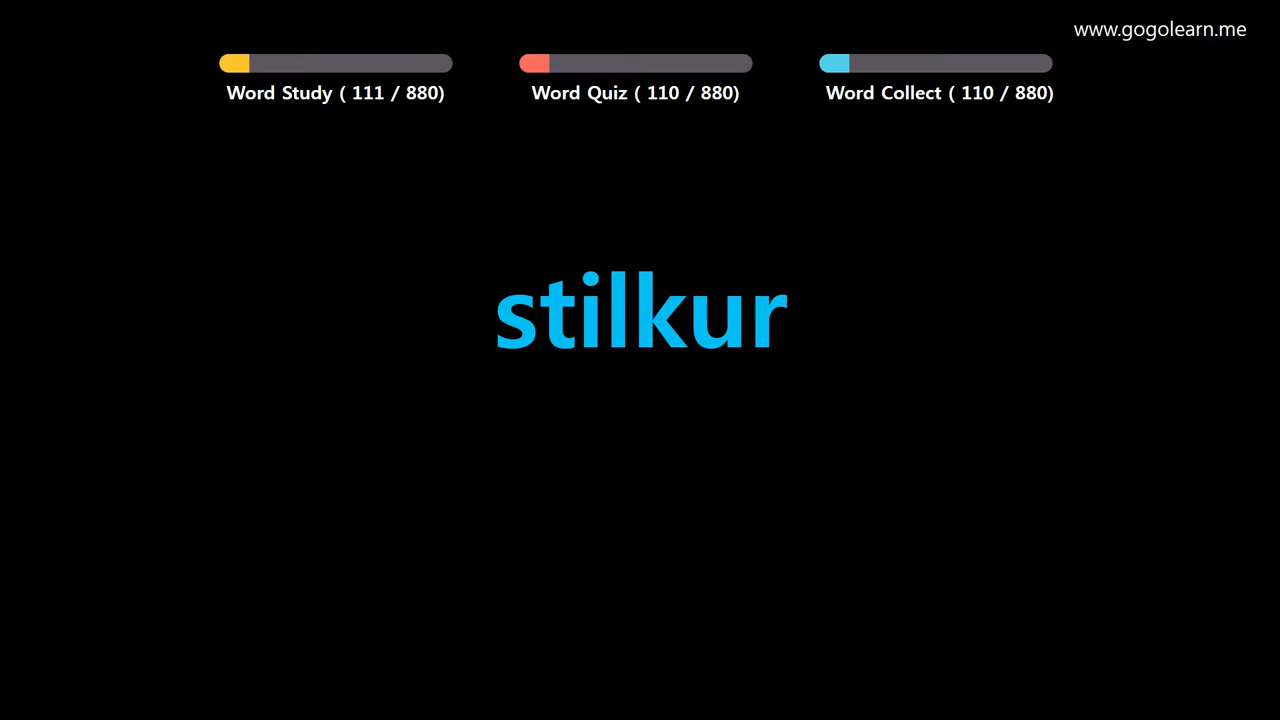 www.gogolearn.me
Word Study ( 111 / 880)
Word Quiz ( 110 / 880)
Word Collect ( 110 / 880)
stilkur